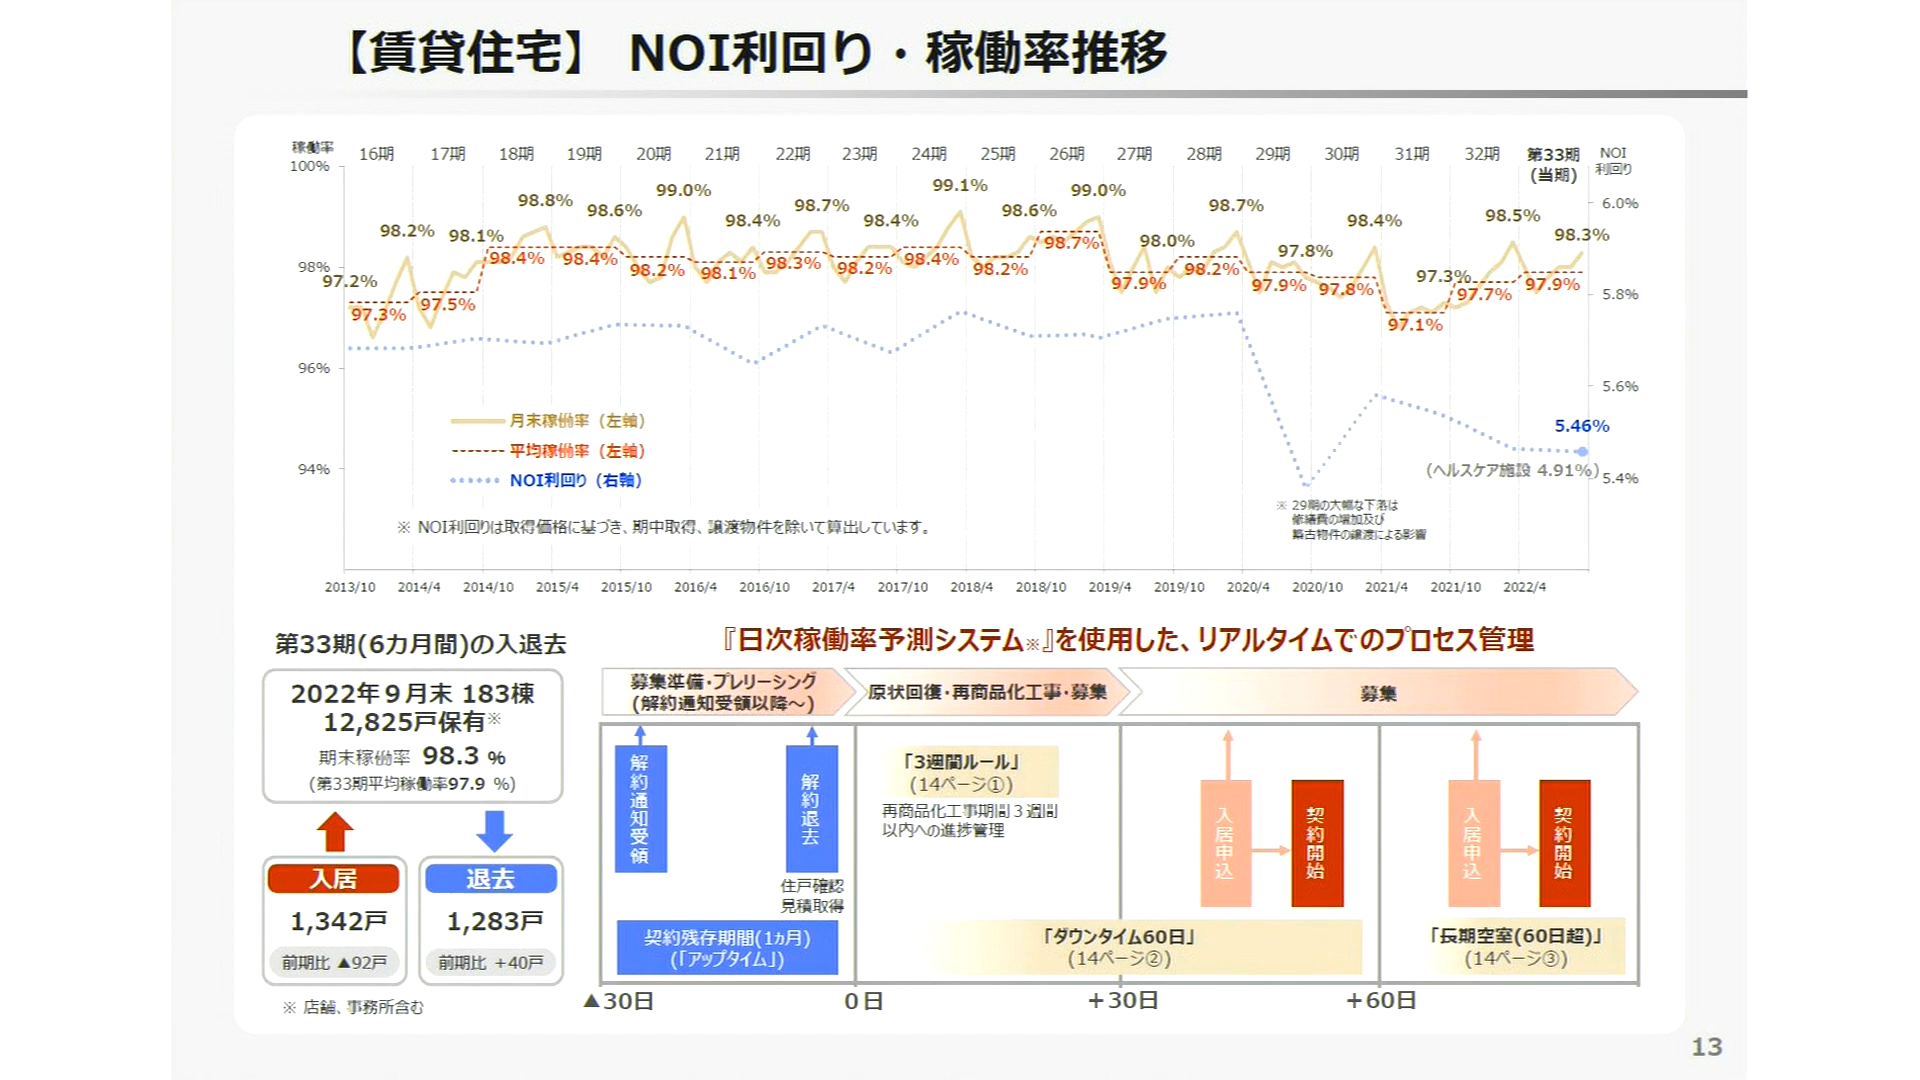 【賃貸住宅】 NOI利回り・稼働率推移
稼働率
16期 17期 18期 19期 20期 21期 22期 23期 24期 25期 26期 27期 28期 29期 30期 31期 32期 第33期
(当期)
NOI
利回り
100%
98%
96%
94%
6.0%
5.8%
5.6%
5.4%
97.2%
98.2%
98.1%
98.8%
98.6%
99.0%
98.4%
98.7%
98.4%
99.1%
98.6%
99.0%
98.0%
98.7%
97.8%
98.4%
97.3%
98.5%
98.3%
97.3%
97.5%
98.4%
98.4%
98.2%
98.1%
98.3%
98.2%
98.4%
98.2%
98.7%
97.9%
98.2%
97.9%
97.8%
97.1%
97.7%
97.9%
5.46%
(ヘルスケア施設 4.91%)
月末稼働率（左軸）
平均稼働率（左軸）
NOI利回り（右軸）
※ NOI利回りは取得価格に基づき、期中取得、譲渡物件を除いて算出しています。
※ 29期の大幅な下落は
修繕費の増加及び
築古物件の譲渡による影響
2013/10 2014/4 2014/10 2015/4 2015/10 2016/4 2016/10 2017/4 2017/10 2018/4 2018/10 2019/4 2019/10 2020/4 2020/10 2021/4 2021/10 2022/4
第33期(6カ月間)の入退去
2022年９月末 183棟
12,825戸保有※
期末稼働率 98.3 %
(第33期平均稼働率97.9 %)
入居
1,342戸
前期比 ▲92戸
退去
1,283戸
前期比 +40戸
※ 店舗、事務所含む
『日次稼働率予測システム※』を使用した、リアルタイムでのプロセス管理
募集準備・プレリーシング
(解約通知受領以降～)
原状回復・再商品化工事・募集
募集
解約通知受領
解約退去
住戸確認
見積取得
契約残存期間(1ヵ月)
(「アップタイム」)
「3週間ルール」
(14ページ①)
再商品化工事期間３週間
以内への進捗管理
入居申込
契約開始
入居申込
契約開始
「ダウンタイム60日」
(14ページ②)
「長期空室(60日超)」
(14ページ③)
▲30日
0日
+30日
+60日
13